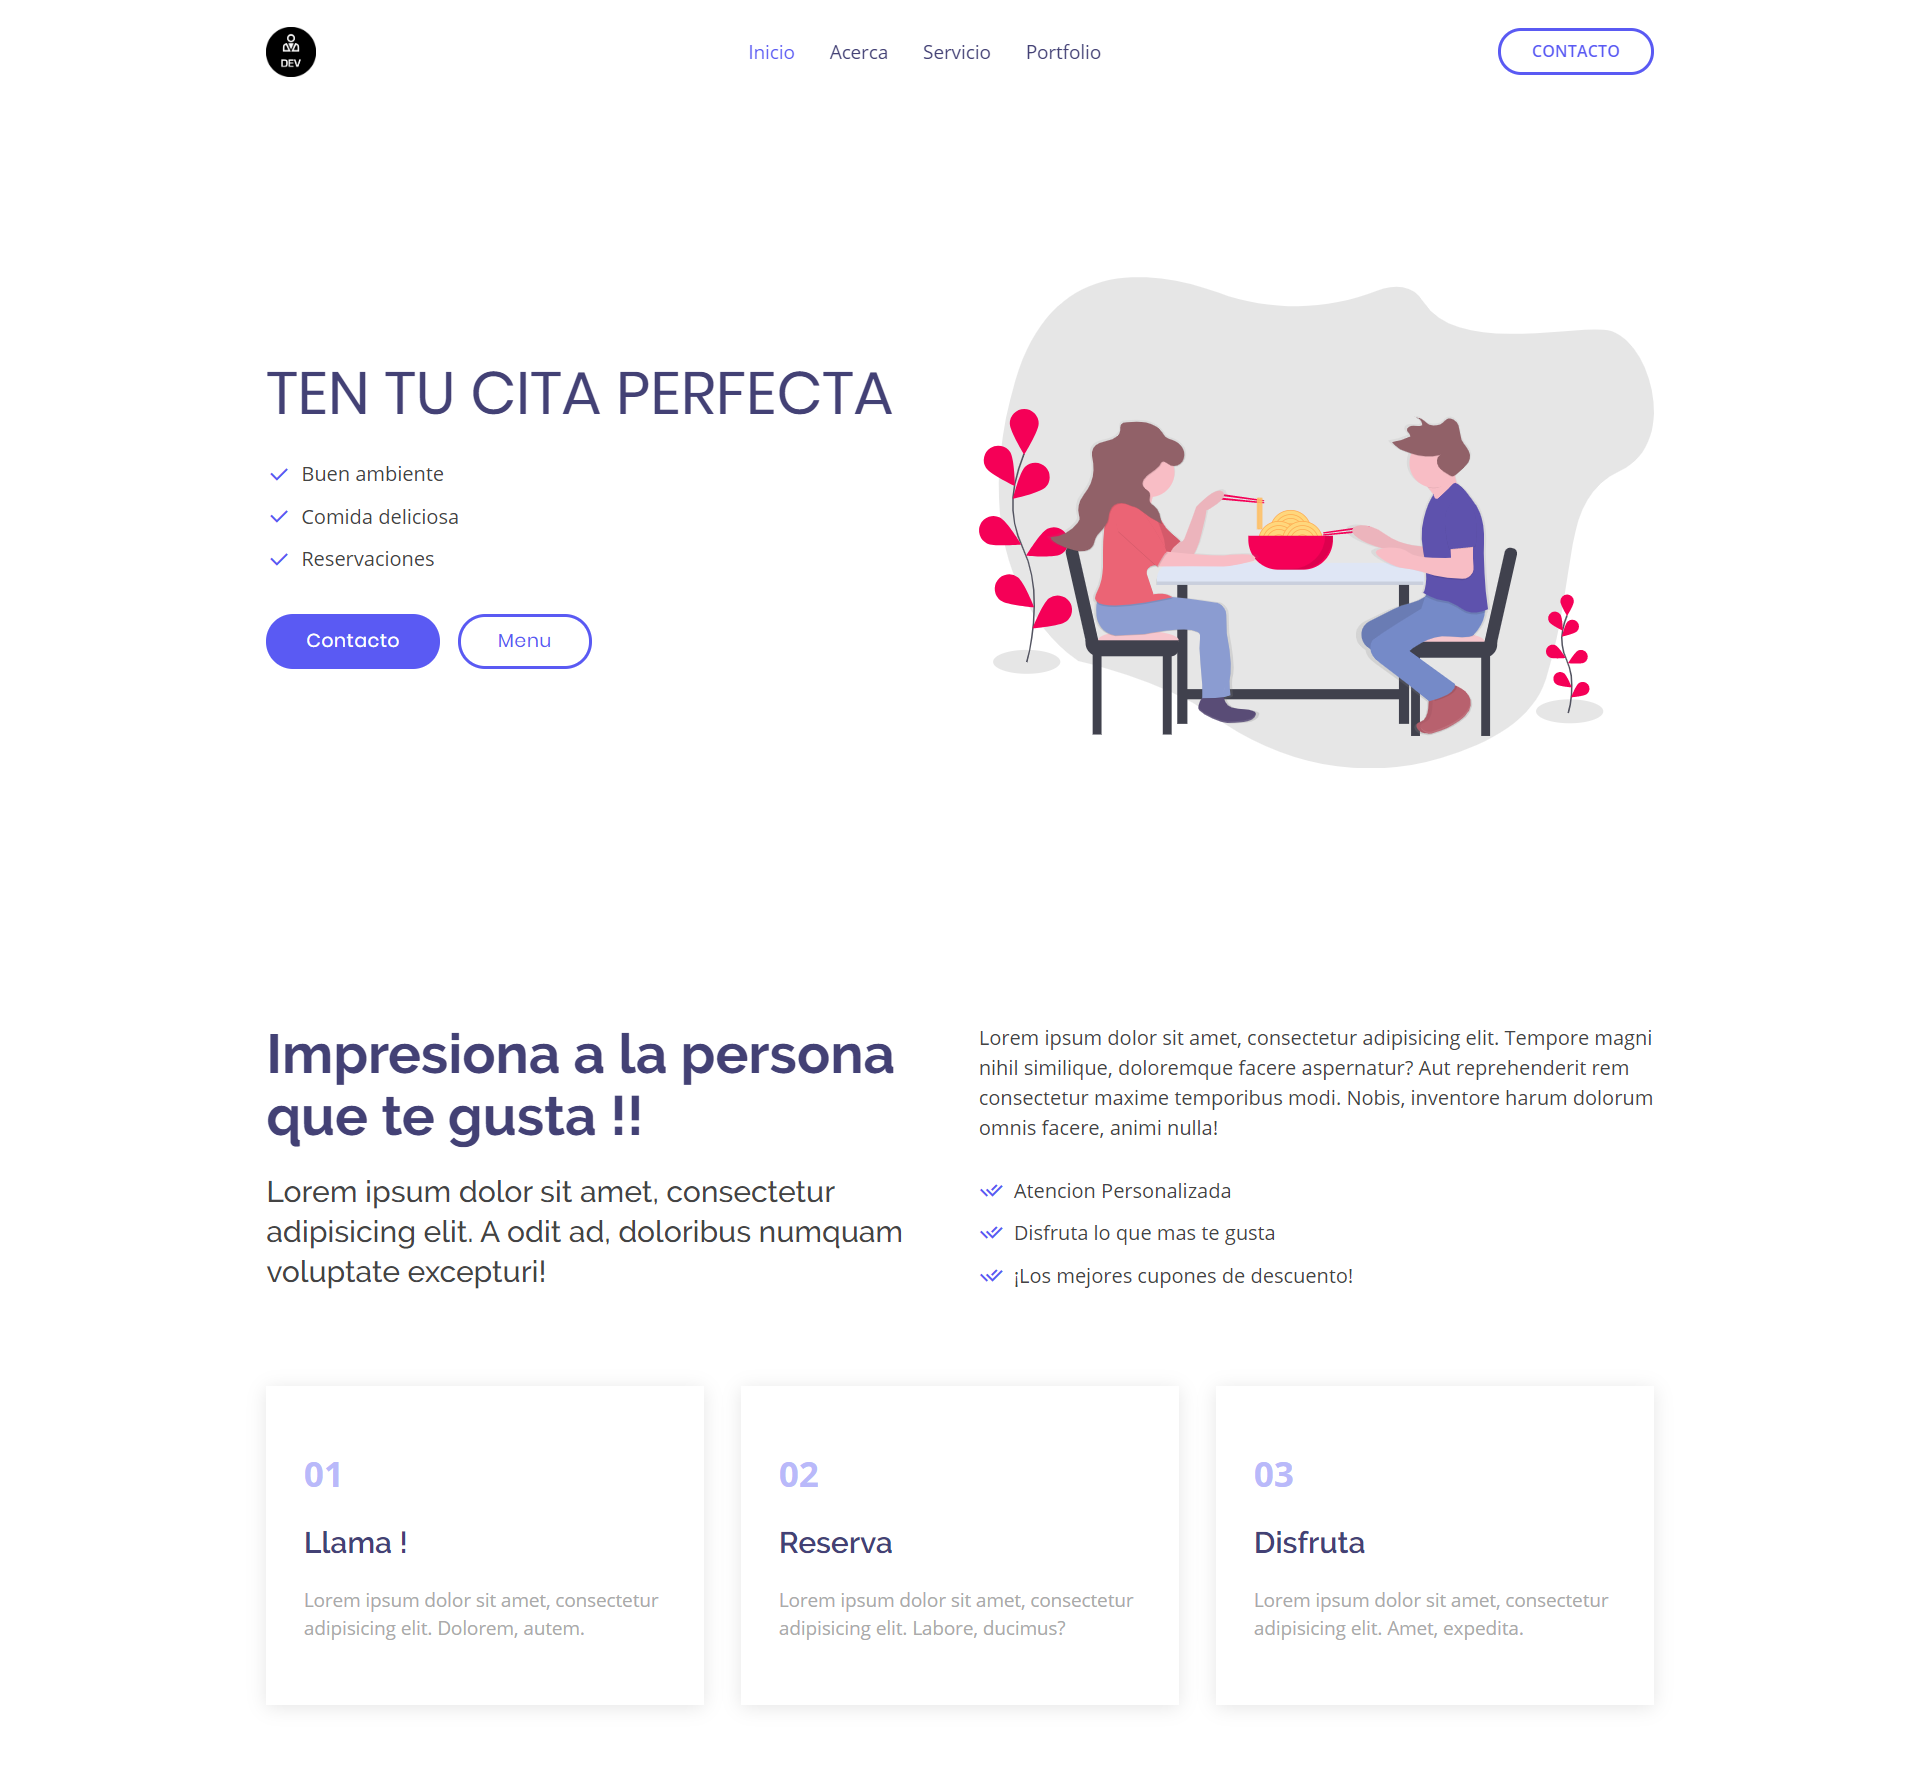 DEV
Inicio Acerca Servicio Portfolio
CONTACTO
TEN TU CITA PERFECTA
Buen ambiente
Comida deliciosa
Reservaciones
Contacto Menu
Impresiona a la persona
que te gusta !!
Lorem ipsum dolor sit amet, consectetur
adipisicing elit. A odit ad, doloribus numquam
voluptate excepturi!
Lorem ipsum dolor sit amet, consectetur adipisicing elit. Tempore magni
nihil similique, doloremque facere aspernatur? Aut reprehenderit rem
consectetur maxime temporibus modi. Nobis, inventore harum dolorum
omnis facere, animi nulla!
Atencion Personalizada
Disfruta lo que mas te gusta
¡Los mejores cupones de descuento!
01
Llama !
Lorem ipsum dolor sit amet, consectetur
adipisicing elit. Dolorem, autem.
02
Reserva
Lorem ipsum dolor sit amet, consectetur
adipisicing elit. Labore, ducimus?
03
Disfruta
Lorem ipsum dolor sit amet, consectetur
adipisicing elit. Amet, expedita.